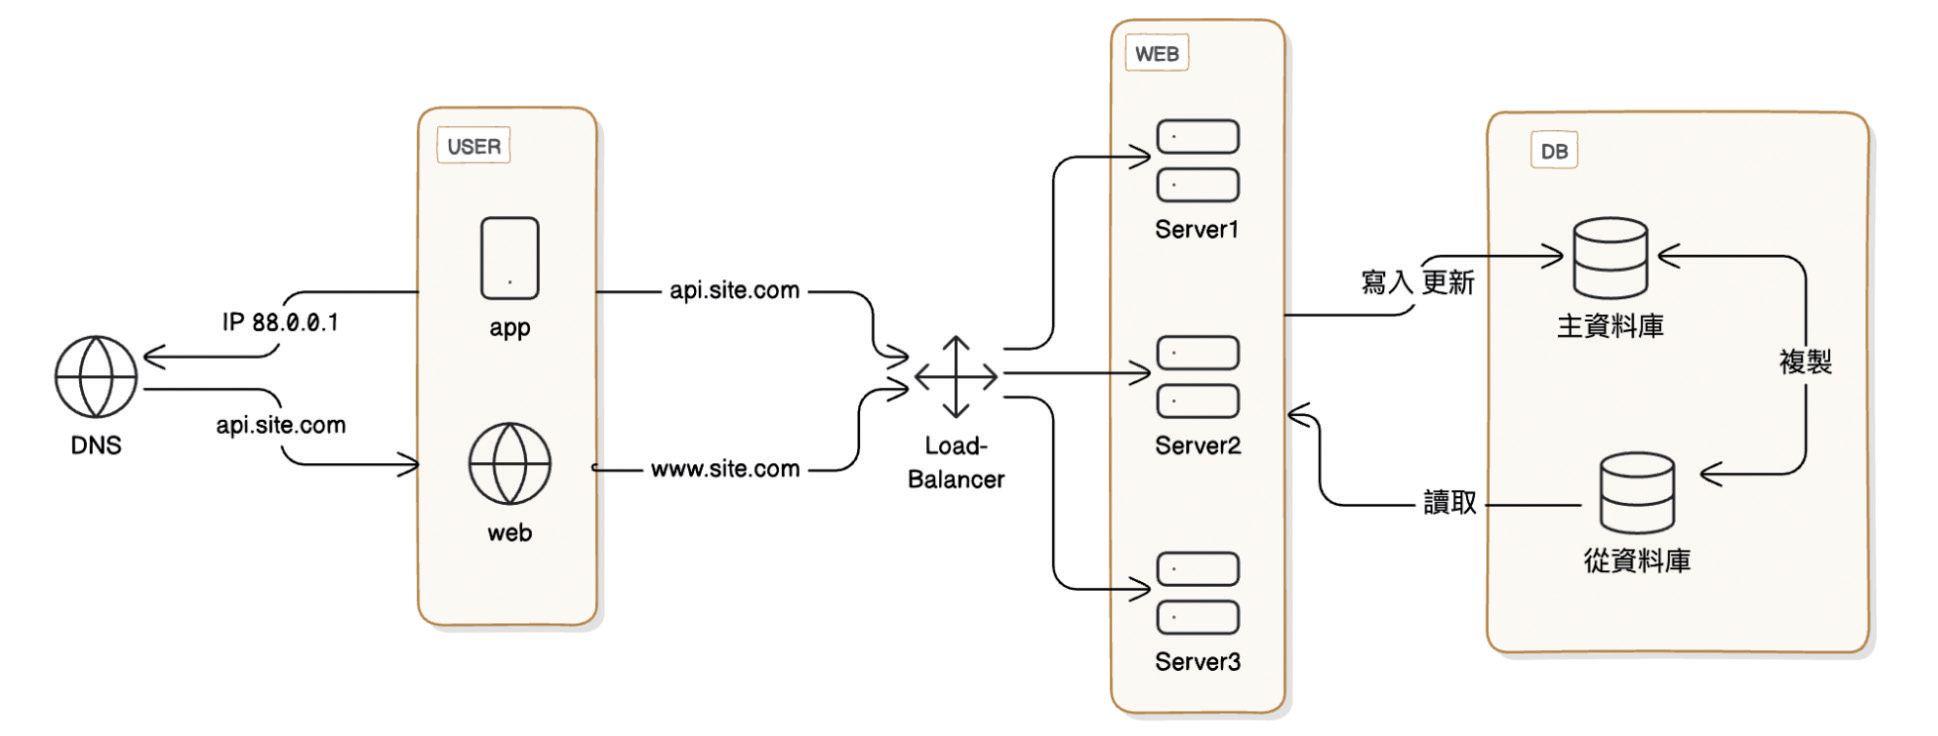 WEB
USER
DB
Server1
app
api.site.com
寫入 更新
主資料庫
IP 88.0.0.1
複製
DNS
api.site.com
Load-
Balancer
Server2
web
www.site.com
讀取
從資料庫
Server3